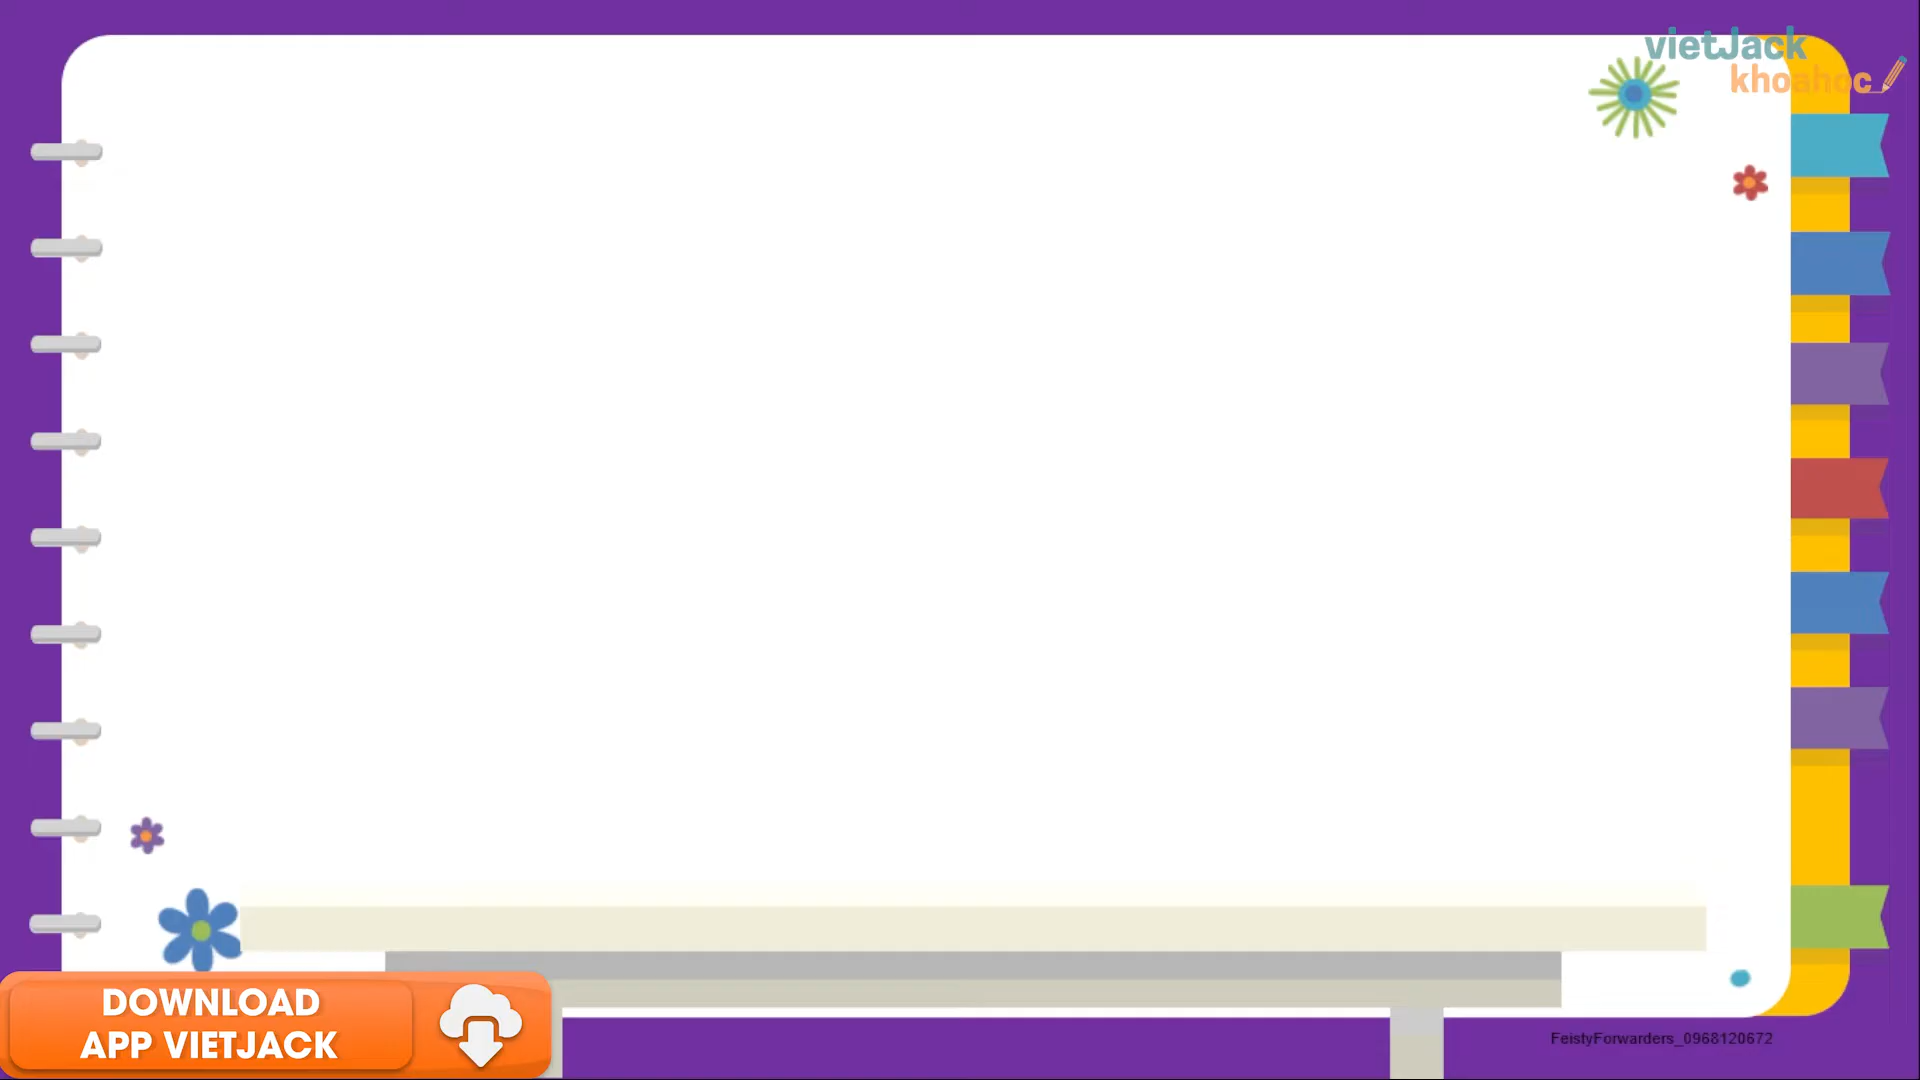 vietJack
khoahoc
DOWNLOAD
APP VIETJACK
FeistyForwarders_0968120672